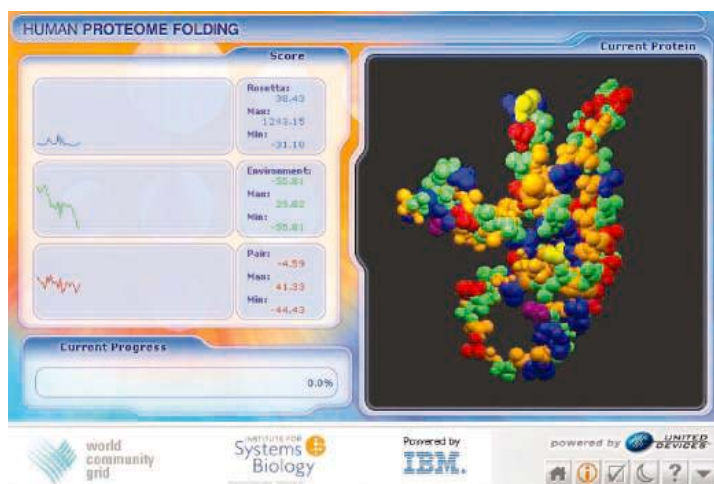 HUMAN PROTEOME FOLDING
Score
Current Protein
Rosetta:
38.43
Max:
1243.15
Min:
-31.10
Environment:
-55.81
Max:
Min:
-55.81
Pair:
-4.59
Max:
41.33
Min:
-44.43
Current Progress
0.0%
world
community
grid
INSTITUTE FOR
Systems
Biology
Powered by
IBM.
powered by UNITED
DEVICES